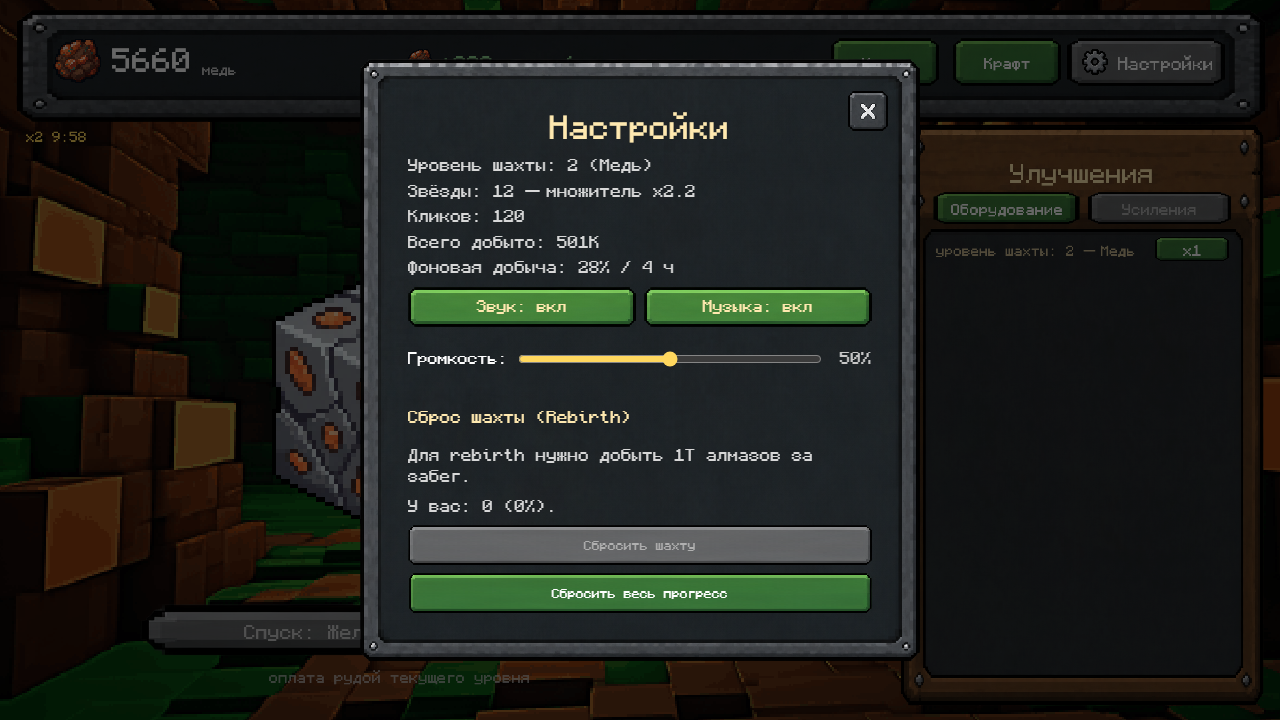 5660 медь
Крафт
Настройки
x2 9:58
Настройки
Уровень шахты: 2 (Медь)
Звёзды: 12 — множитель x2.2
Кликов: 120
Всего добыто: 501K
Фоновая добыча: 28% / 4 ч
Звук: вкл
Музыка: вкл
Громкость:
50%
Сброс шахты (Rebirth)
Для rebirth нужно добыть 1T алмазов за
забег.
У вас: 0 (0%).
Сбросить шахту
Сбросить весь прогресс
Улучшения
Оборудование
Усиления
уровень шахты: 2 — Медь
x1
Спуск:
оплата рудой текущего уровня